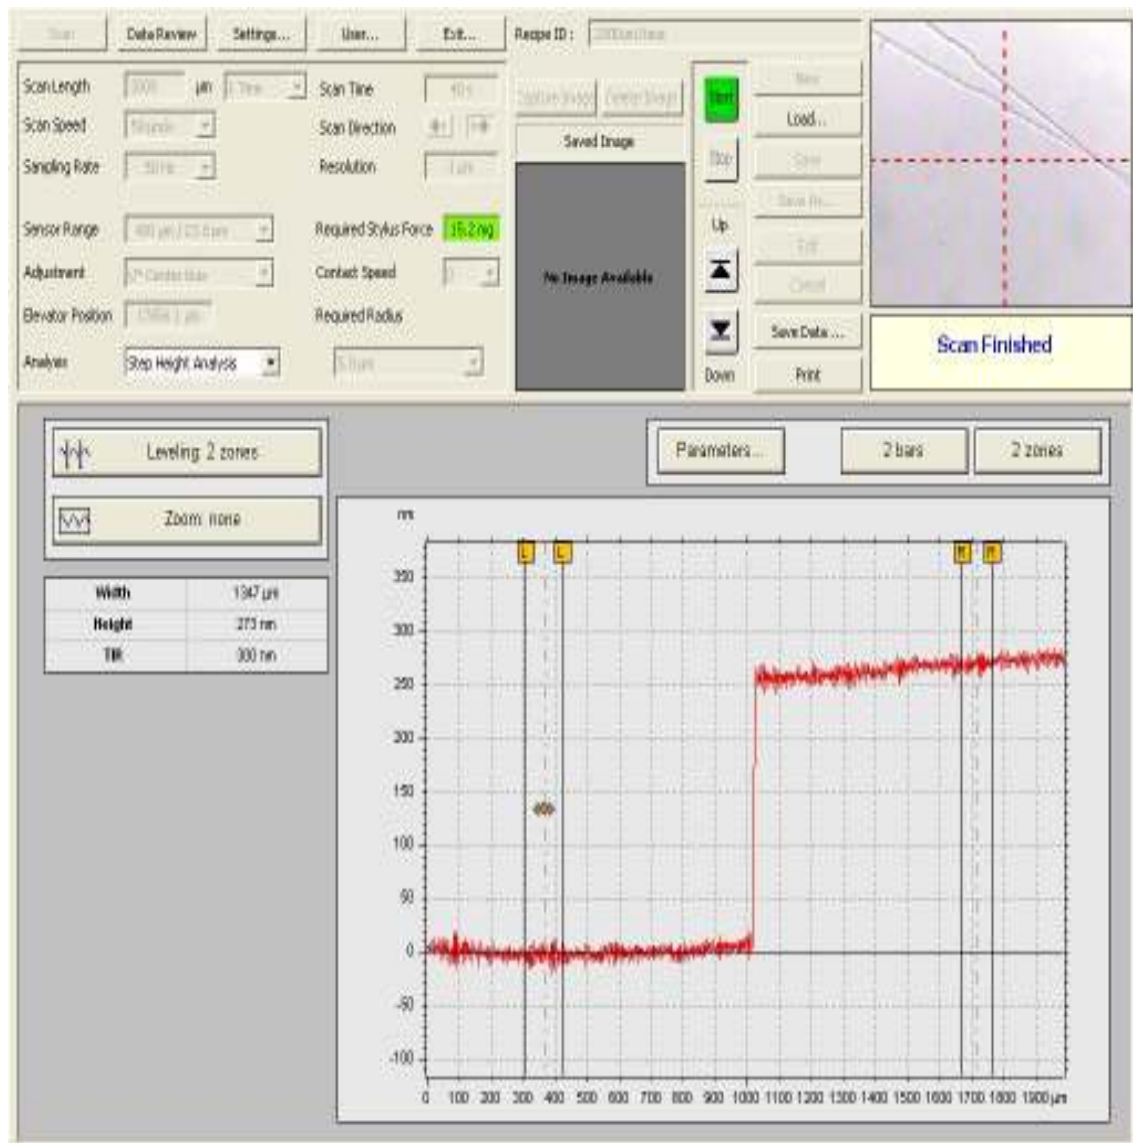 Data Review Settings... User... Exit... Recipe ID :
Scan Length µm Scan Time
Scan Speed Scan Direction
Sampling Rate Resolution
Sensor Range Required Stylus Force 15.2 mg
Adjustment Contact Speed
Elevator Position Required Radius
Analysis Step Height Analysis
Saved Image
No Image Available
Start
Stop
Up
Down
Load...
Save
Save As...
Save Data ...
Print
Scan Finished
Leveling: 2 zones
Zoom: none
Parameters...
2 bars
2 zones
Width 1347 µm
Height 273 nm
TIR 300 nm
nm
L L M M
350
300
250
200
150
100
50
0
-50
-100
0 100 200 300 400 500 600 700 800 900 1000 1100 1200 1300 1400 1500 1600 1700 1800 1900 µm